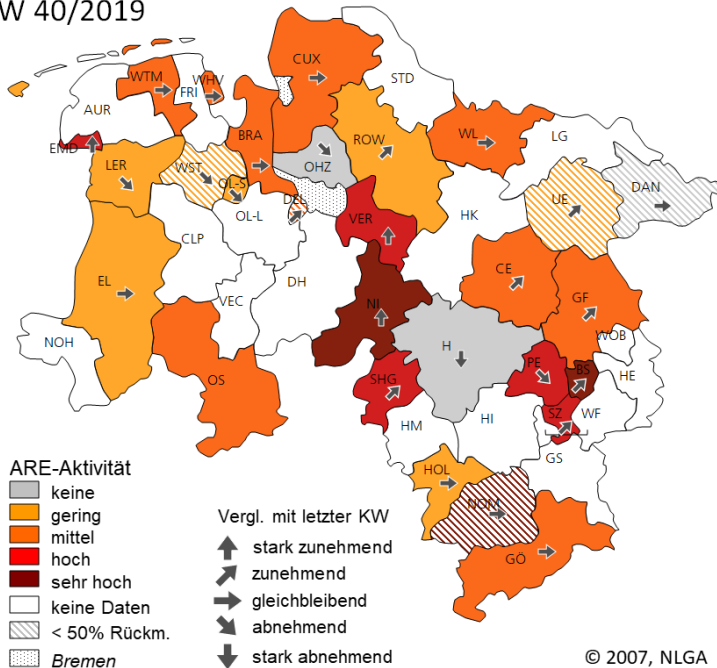 W 40/2019
CUX
STD
WTM
WHV
FRI
AUR
EMD
BRA
ROW
WL
LG
LER
WST
OHZ
OL-S
DEL
UE
DAN
OL-L
VER
HK
CLP
EL
DH
CE
GF
VEC
NI
WOB
NOH
H
OS
SHG
PE
BS
HE
SZ
WF
HM
HI
GS
HOL
NOM
GÖ
ARE-Aktivität
keine
gering
mittel
hoch
sehr hoch
keine Daten
< 50% Rückm.
Bremen
Vergl. mit letzter KW
stark zunehmend
zunehmend
gleichbleibend
abnehmend
stark abnehmend
© 2007, NLGA